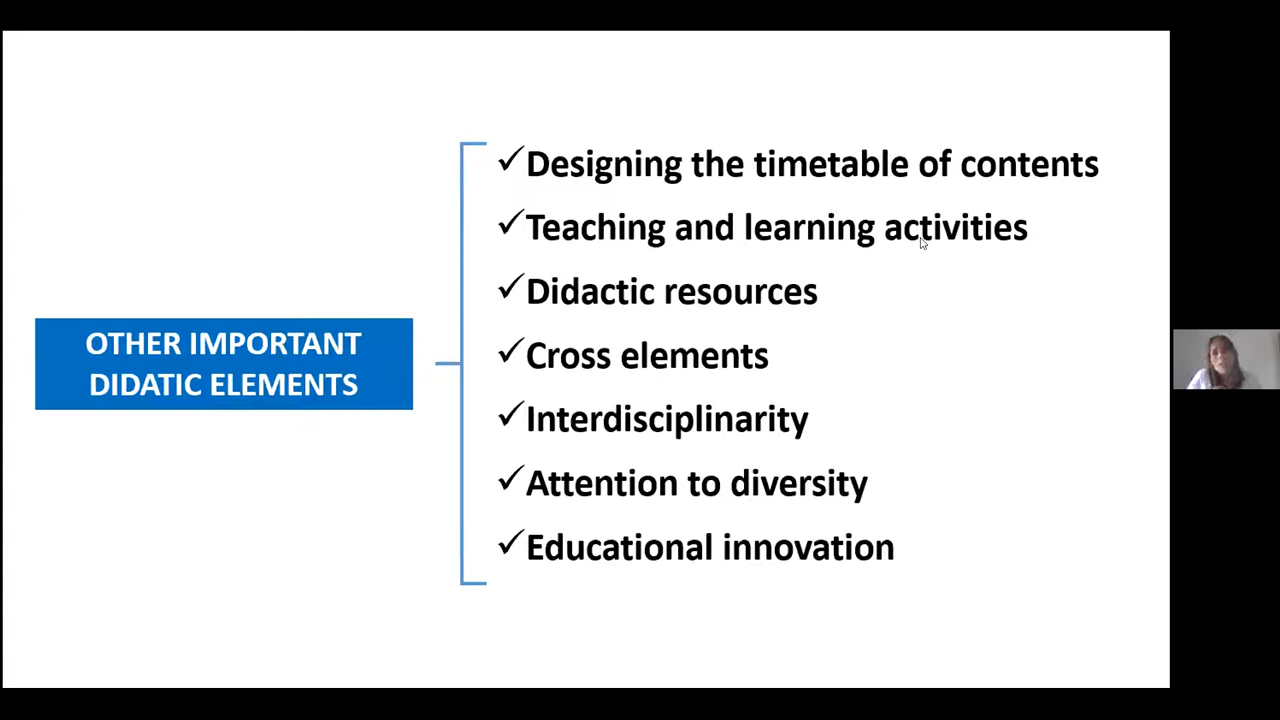 OTHER IMPORTANT
DIDATIC ELEMENTS
✓Designing the timetable of contents
✓Teaching and learning activities
✓Didactic resources
✓Cross elements
✓Interdisciplinarity
✓Attention to diversity
✓Educational innovation